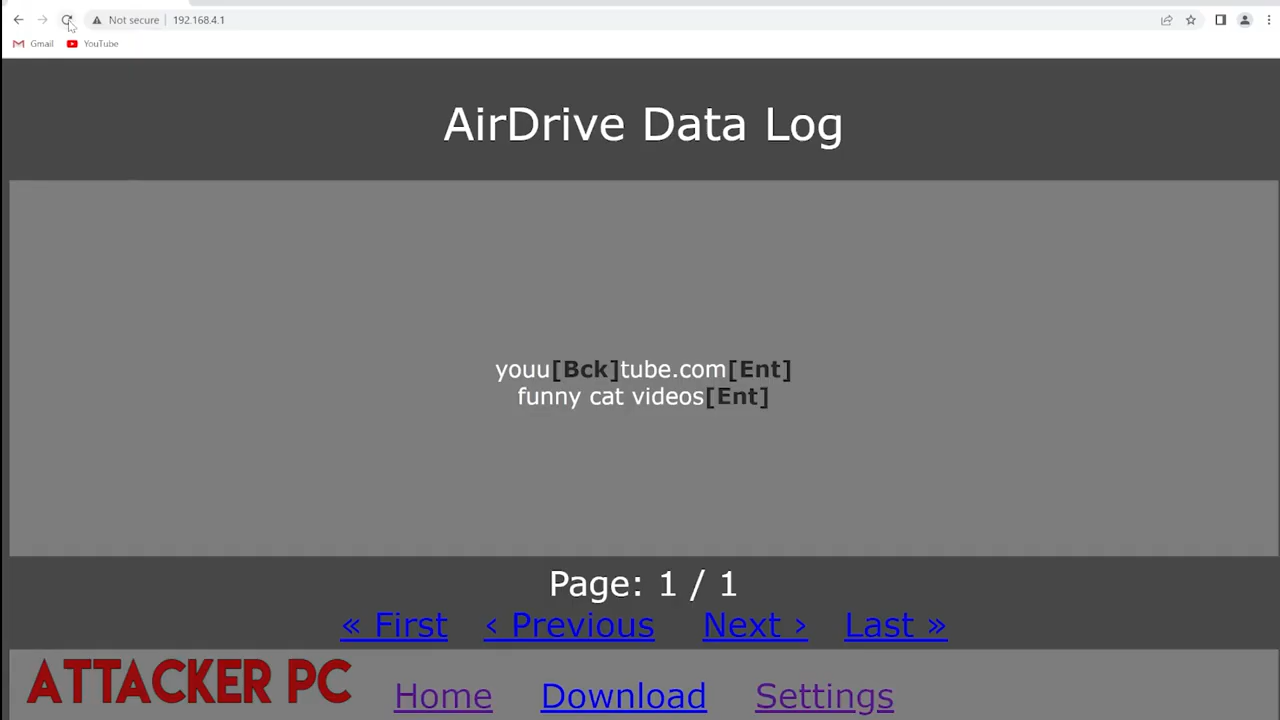 Not secure 192.168.4.1
Gmail YouTube
AirDrive Data Log
youu[Bck]tube.com[Ent]
funny cat videos[Ent]
Page: 1 / 1
« First ‹ Previous Next › Last »
ATTACKER PC
Home Download Settings